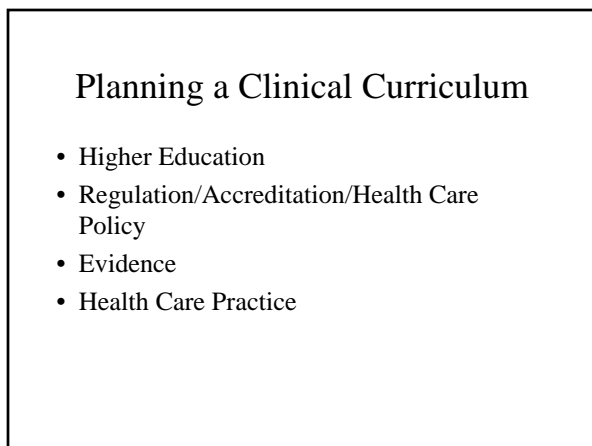 Planning a Clinical Curriculum
• Higher Education
• Regulation/Accreditation/Health Care
Policy
• Evidence
• Health Care Practice